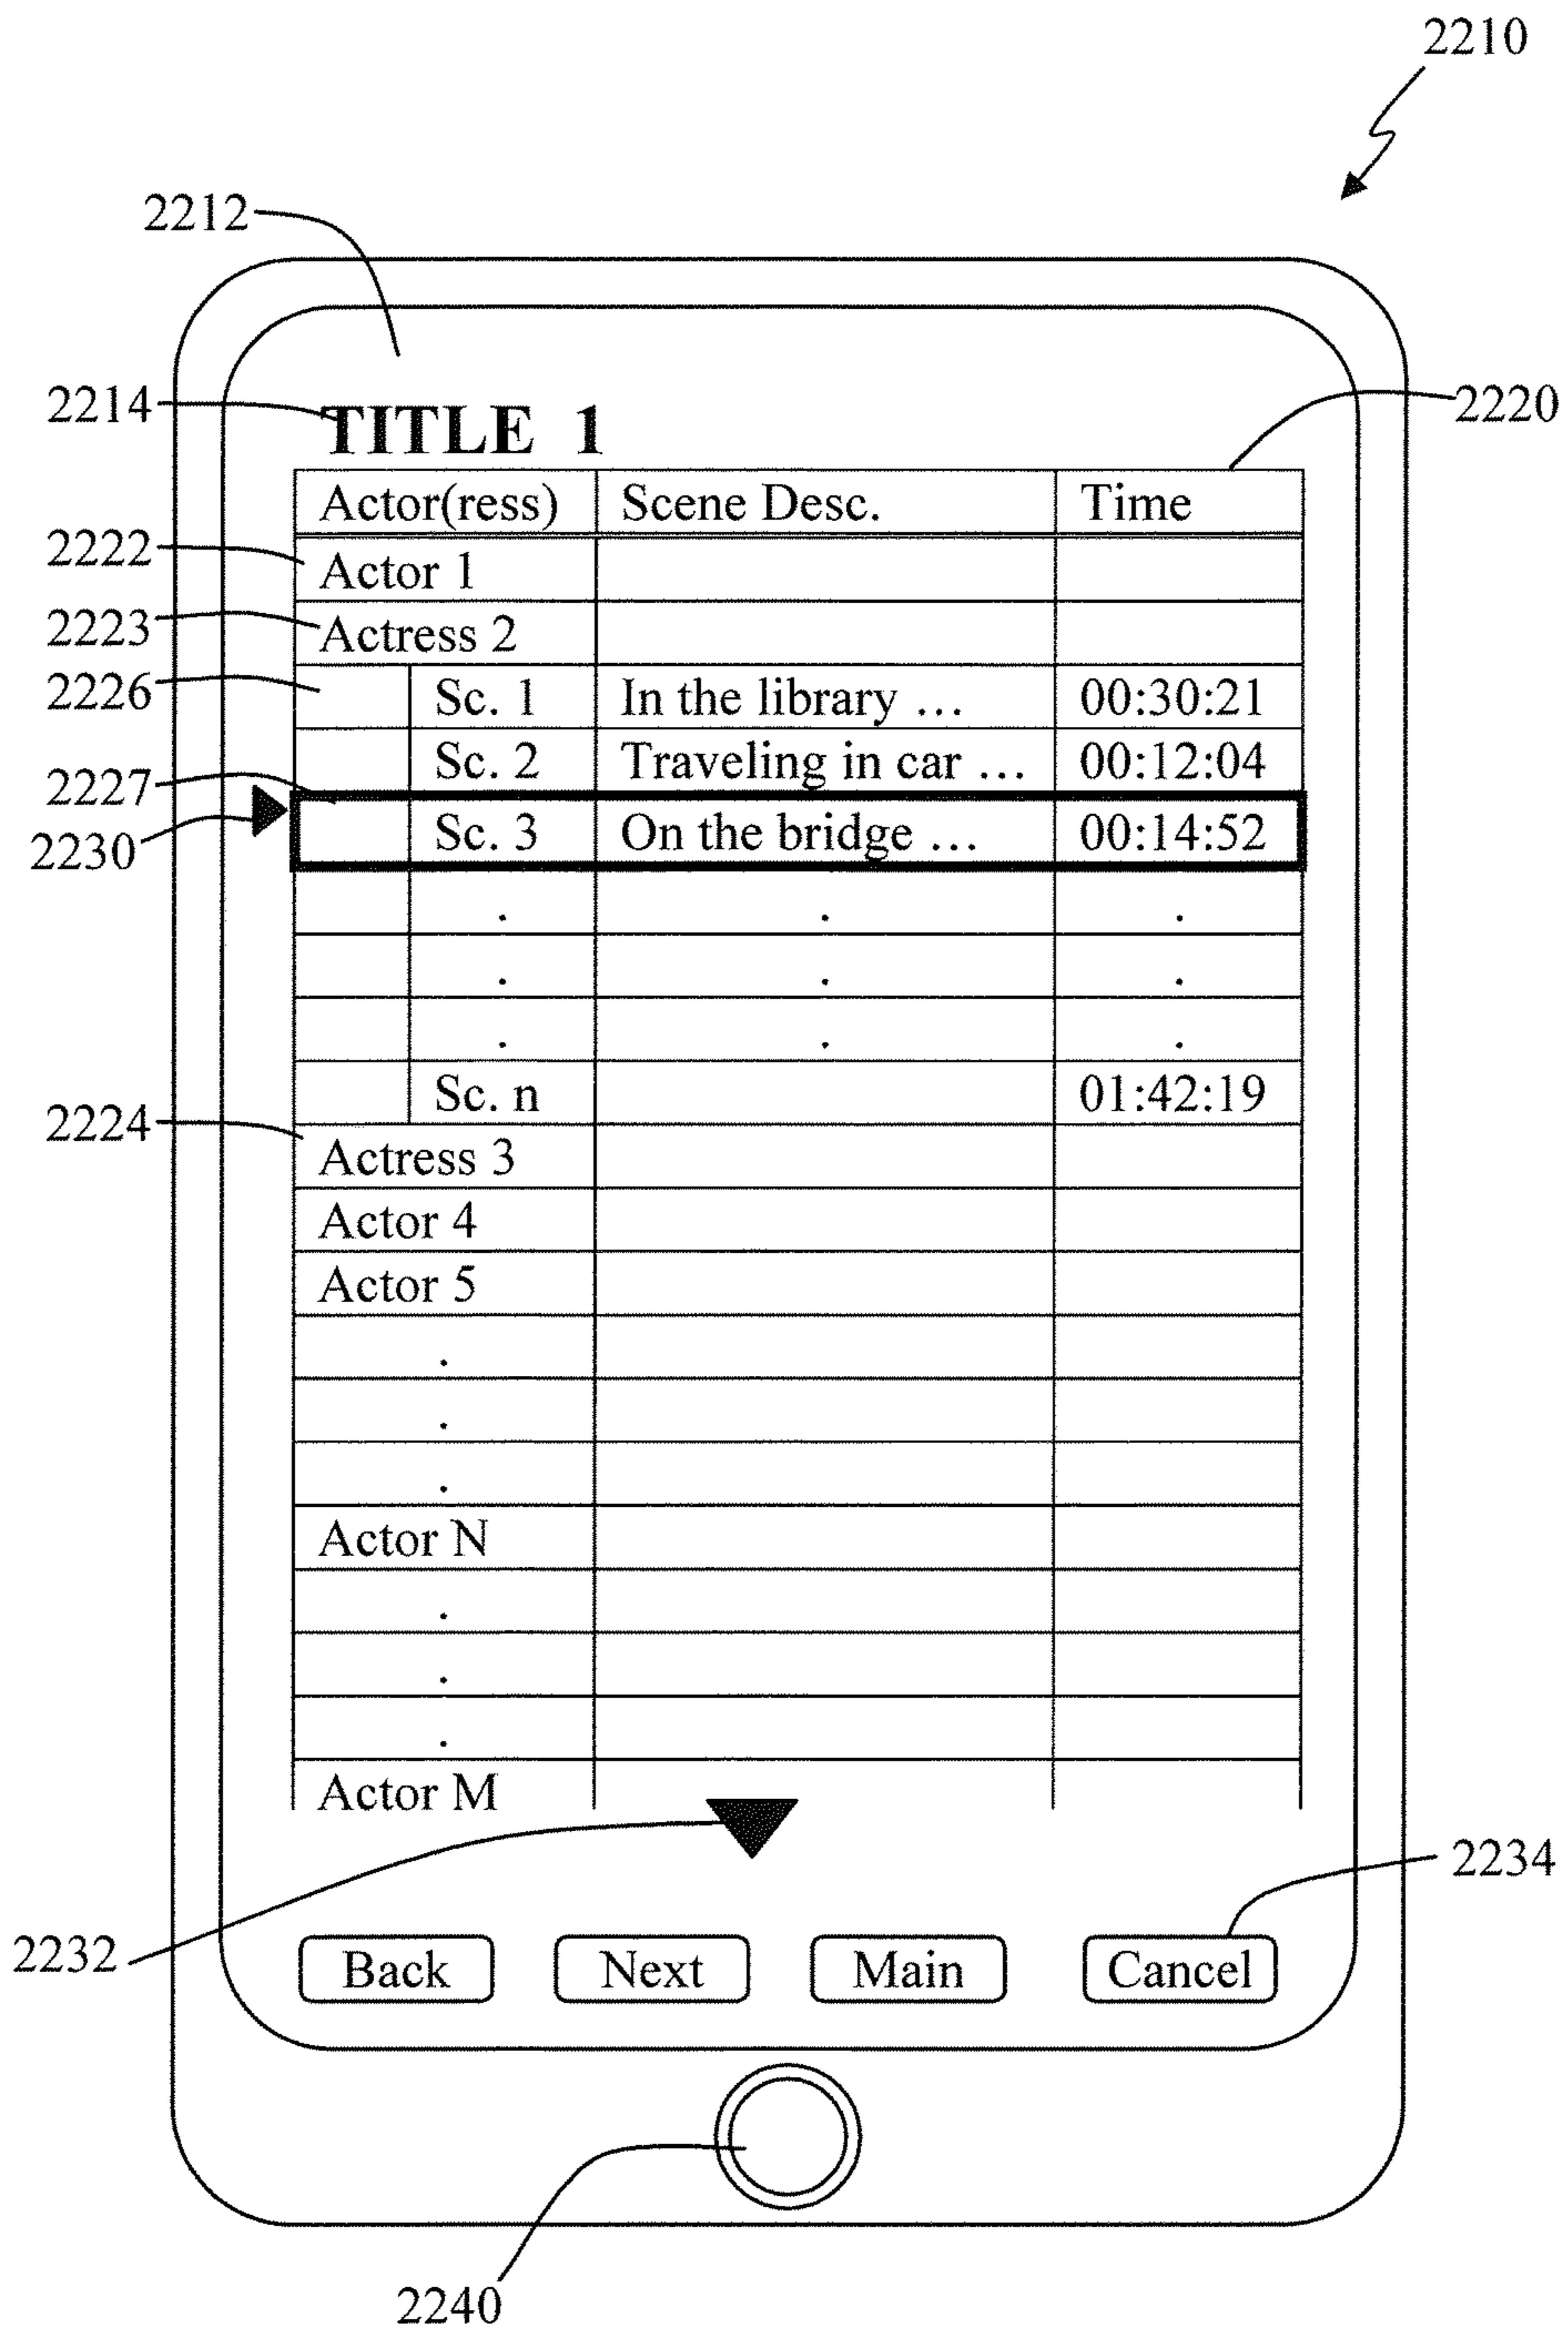 2210
2212
2214 TITLE 1 2220
Actor(ress) Scene Desc. Time
2222 Actor 1
2223 Actress 2
2226 Sc. 1 In the library ... 00:30:21
Sc. 2 Traveling in car ... 00:12:04
2227
2230 Sc. 3 On the bridge ... 00:14:52
. . .
. . .
. . .
Sc. n 01:42:19
2224 Actress 3
Actor 4
Actor 5
.
.
.
Actor N
.
.
.
Actor M
2234
2232 Back Next Main Cancel
2240